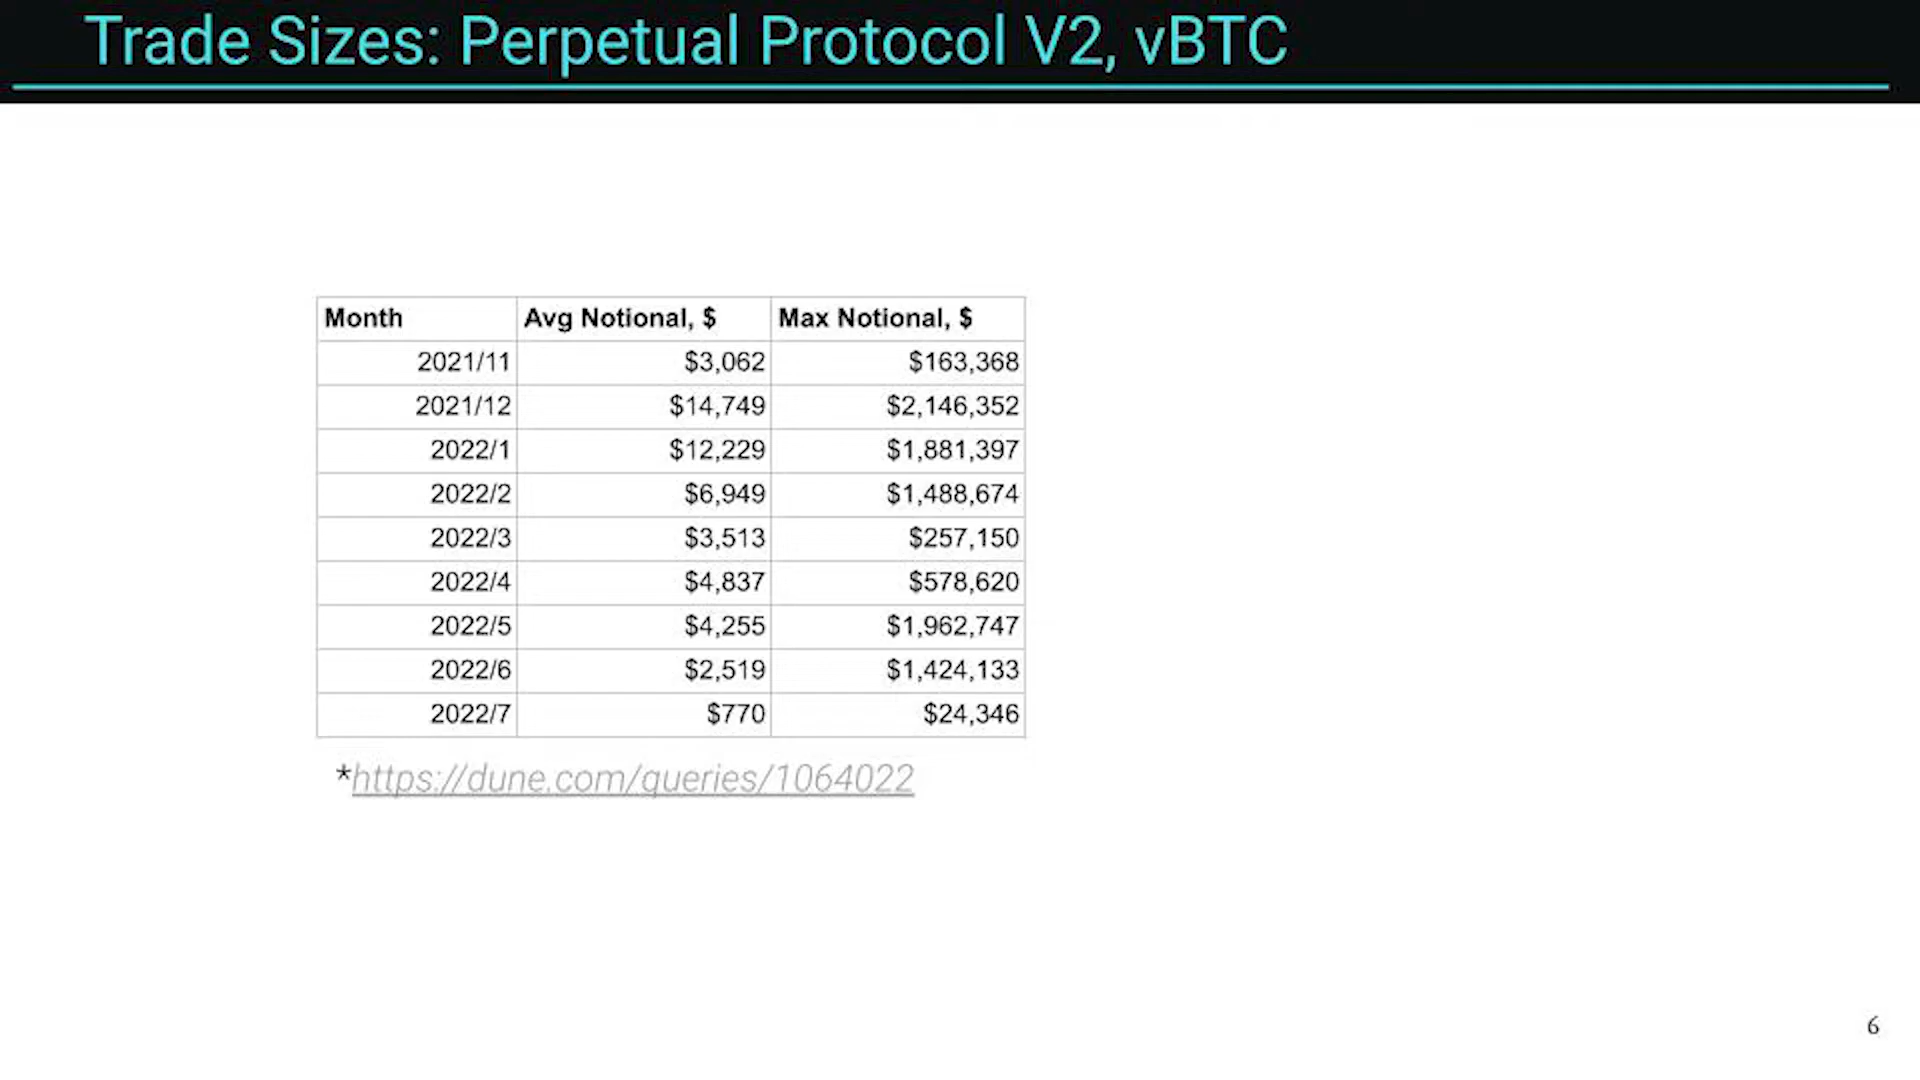 Trade Sizes: Perpetual Protocol V2, vBTC
Month Avg Notional, $ Max Notional, $
2021/11 $3,062 $163,368
2021/12 $14,749 $2,146,352
2022/1 $12,229 $1,881,397
2022/2 $6,949 $1,488,674
2022/3 $3,513 $257,150
2022/4 $4,837 $578,620
2022/5 $4,255 $1,962,747
2022/6 $2,519 $1,424,133
2022/7 $770 $24,346
*https://dune.com/queries/1064022
6